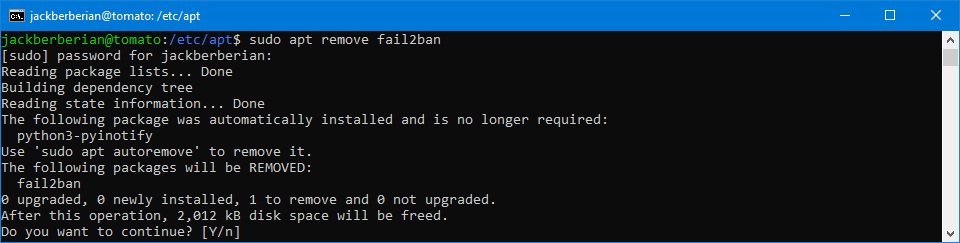 jackberberian@tomato: /etc/apt
jackberberian@tomato:/etc/apt$ sudo apt remove fail2ban
[sudo] password for jackberberian:
Reading package lists... Done
Building dependency tree
Reading state information... Done
The following package was automatically installed and is no longer required:
  python3-pyinotify
Use 'sudo apt autoremove' to remove it.
The following packages will be REMOVED:
  fail2ban
0 upgraded, 0 newly installed, 1 to remove and 0 not upgraded.
After this operation, 2,012 kB disk space will be freed.
Do you want to continue? [Y/n]